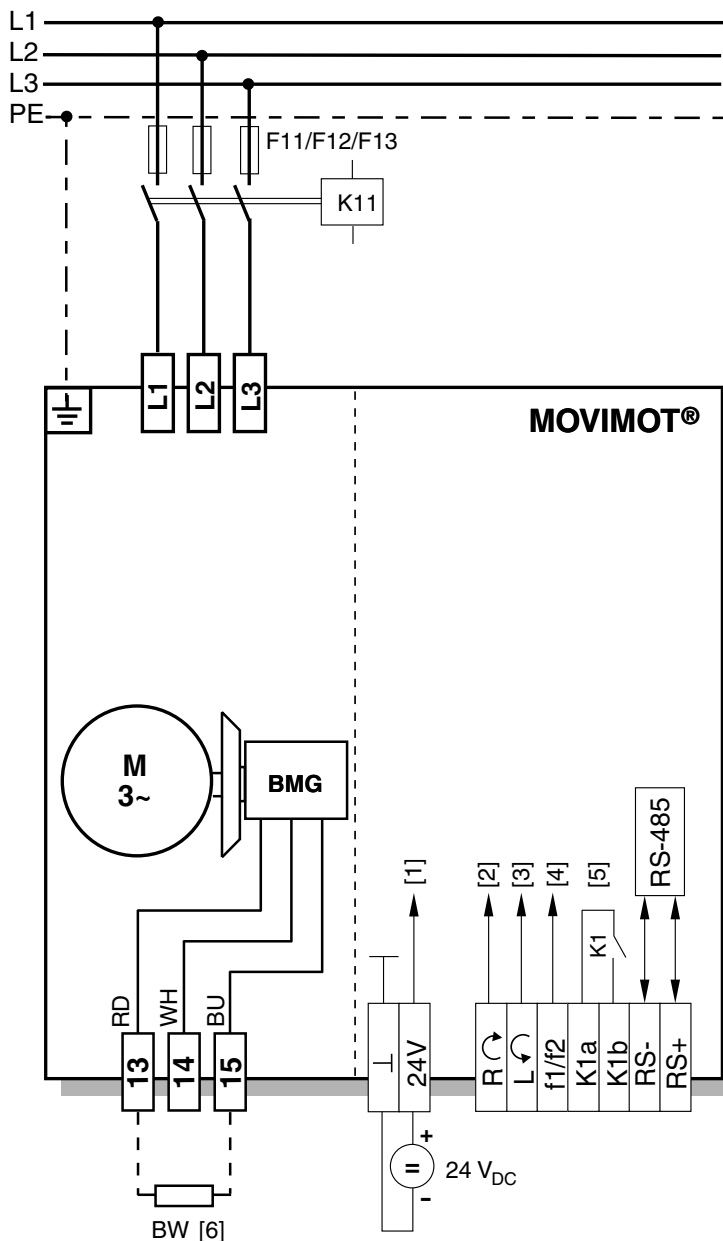 L1
L2
L3
PE
F11/F12/F13
K11
L1 L2 L3
MOVIMOT®
M
3~
BMG
RS-485
[1] [2] [3] [4] [5]
K1
RD WH BU
13 14 15
⊥ 24V R L f1/f2 K1a K1b RS- RS+
+
=
-
24 VDC
BW [6]